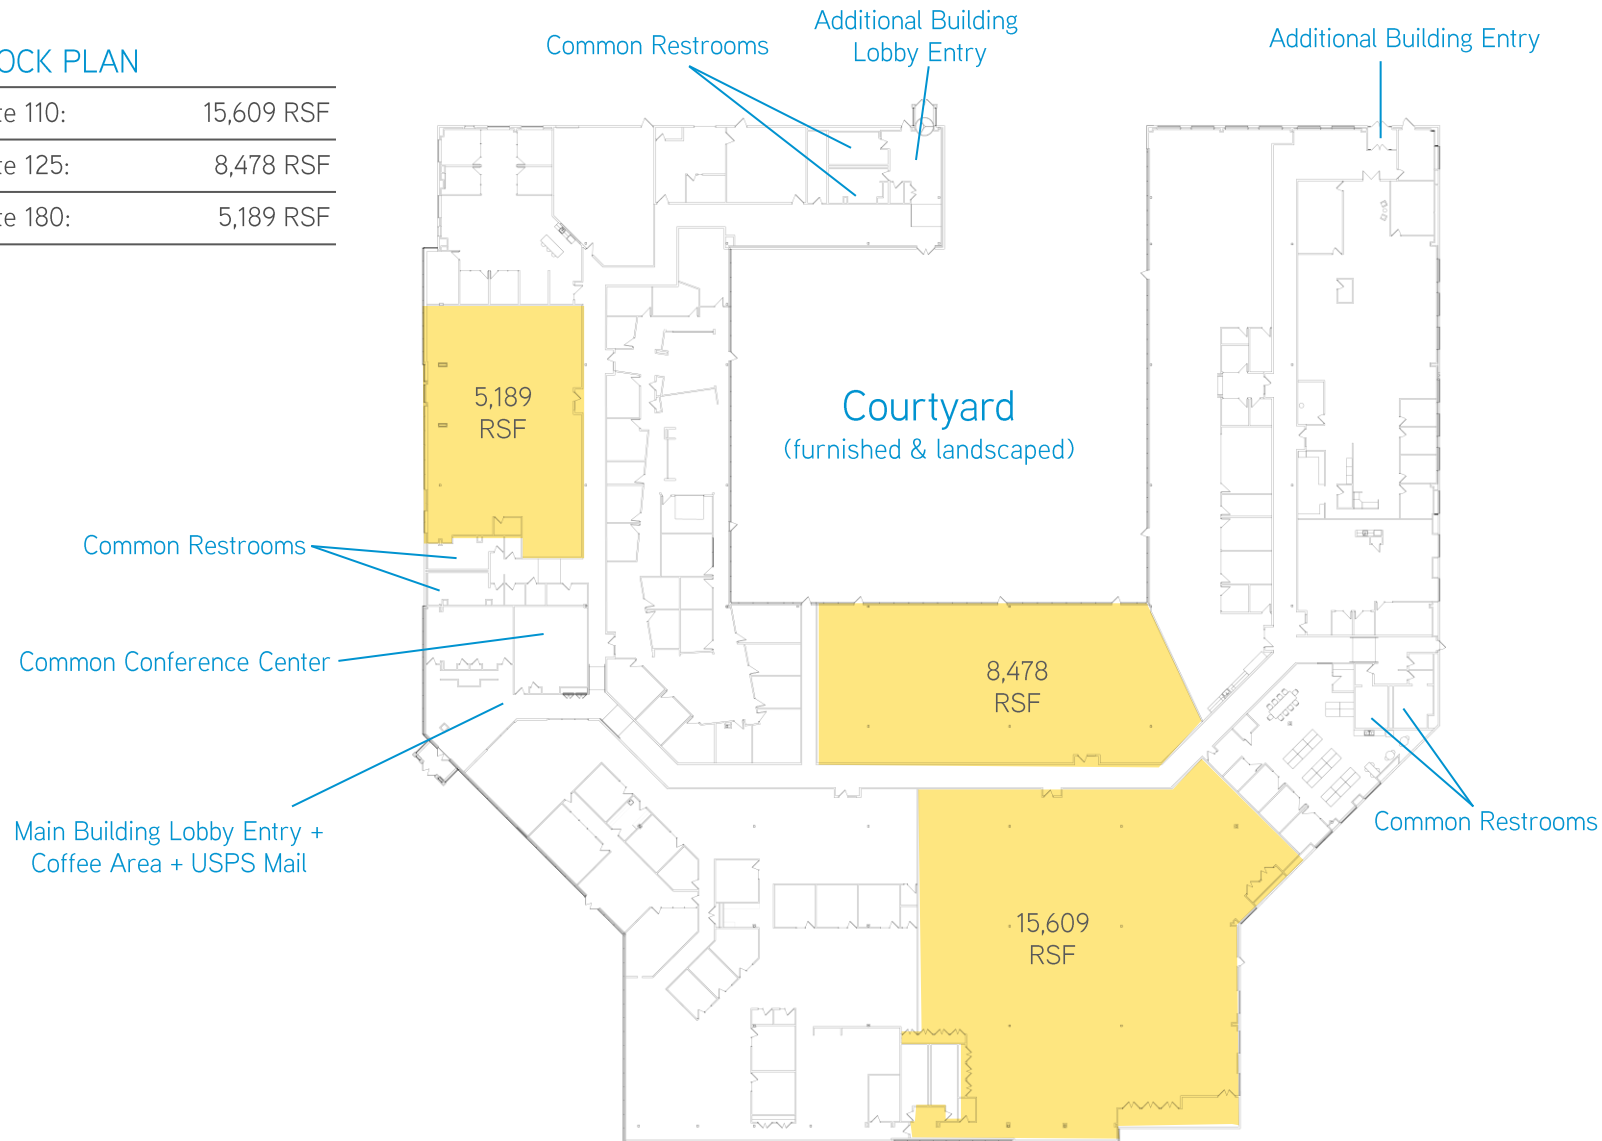 OCK PLAN
te 110: 15,609 RSF
te 125: 8,478 RSF
te 180: 5,189 RSF
Common Restrooms
Additional Building
Lobby Entry
Additional Building Entry
5,189
RSF
Courtyard
(furnished & landscaped)
Common Restrooms
Common Conference Center
8,478
RSF
Main Building Lobby Entry +
Coffee Area + USPS Mail
Common Restrooms
15,609
RSF